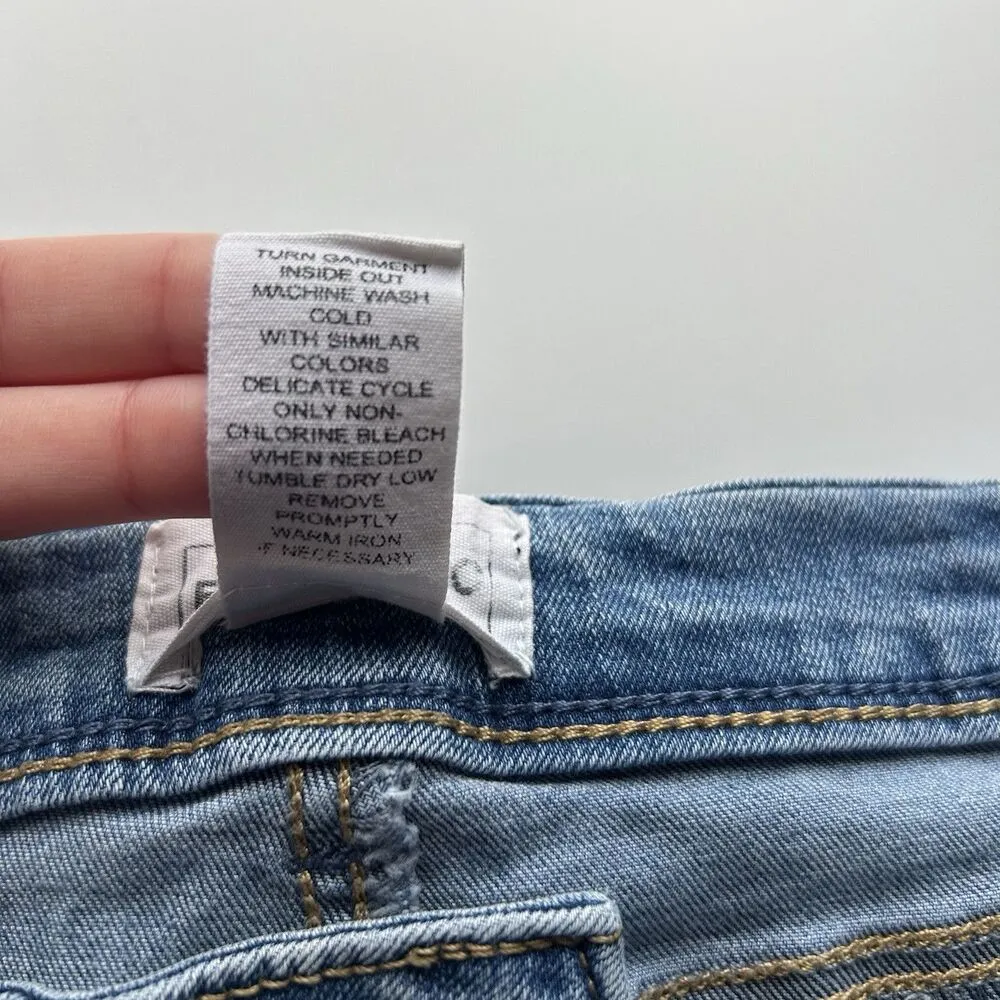 TURN GARMENT
INSIDE OUT
MACHINE WASH
COLD
WITH SIMILAR
COLORS
DELICATE CYCLE
ONLY NON-
CHLORINE BLEACH
WHEN NEEDED
TUMBLE DRY LOW
REMOVE
PROMPTLY
WARM IRON
IF NECESSARY